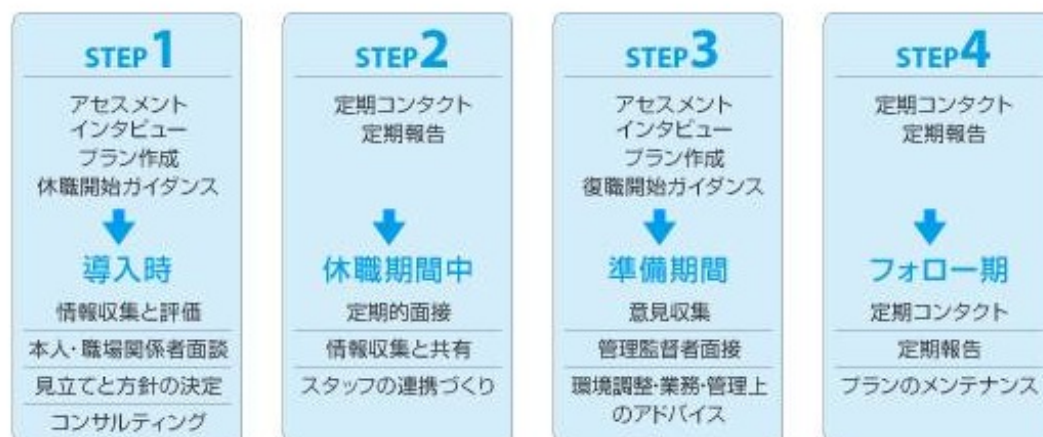 STEP1
アセスメント
インタビュー
プラン作成
休職開始ガイダンス
導入時
情報収集と評価
本人・職場関係者面談
見立てと方針の決定
コンサルティング
STEP2
定期コンタクト
定期報告
休職期間中
定期的面接
情報収集と共有
スタッフの連携づくり
STEP3
アセスメント
インタビュー
プラン作成
復職開始ガイダンス
準備期間
意見収集
管理監督者面接
環境調整・業務・管理上
のアドバイス
STEP4
定期コンタクト
定期報告
フォロー期
定期コンタクト
定期報告
プランのメンテナンス